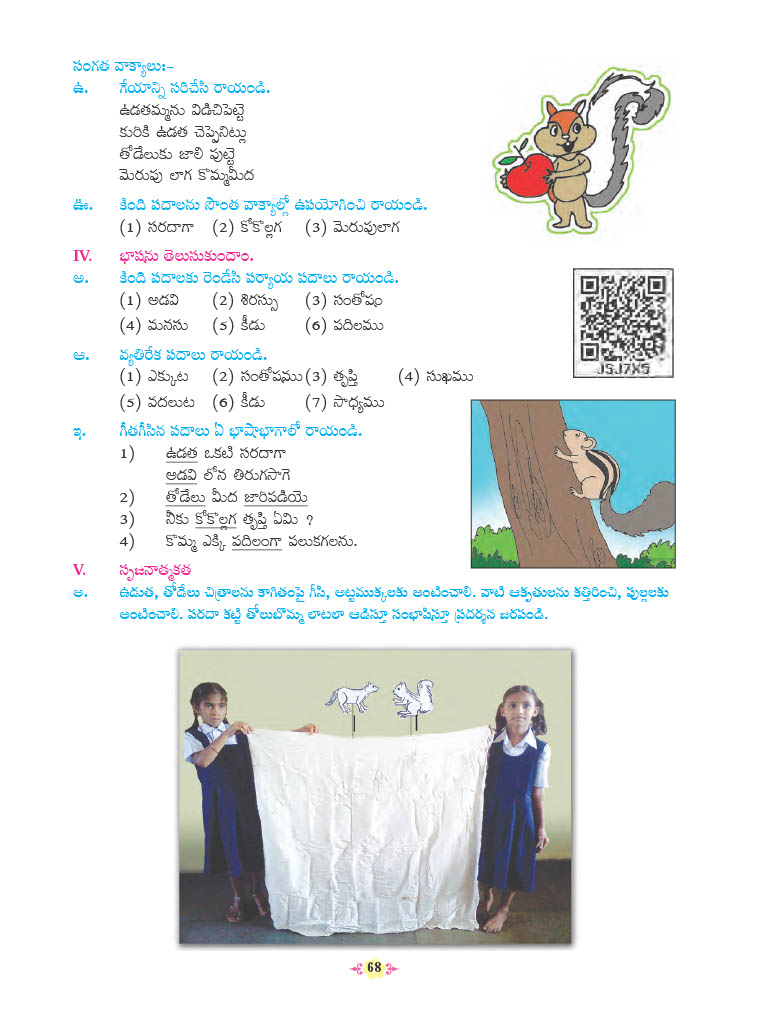 సంగత వాక్యాలు:-
ఉ. గేయాన్ని సరిచేసి రాయండి.
ఉడతమ్మను విడిచిపెట్టె
కురికి ఉడత చెప్పెనిట్లు
తోడేలుకు జాలి పుట్టె
మెరుపు లాగ కొమ్మమీద
ఊ. కింది పదాలను సొంత వాక్యాల్లో ఉపయోగించి రాయండి.
(1) సరదాగా (2) కోకొల్లగ (3) మెరుపులాగ
IV. భాషను తెలుసుకుందాం.
అ. కింది పదాలకు రెండేసి పర్యాయ పదాలు రాయండి.
(1) అడవి (2) శిరస్సు (3) సంతోషం
(4) మనసు (5) కీడు (6) పదిలము
ఆ. వ్యతిరేక పదాలు రాయండి.
(1) ఎక్కుట (2) సంతోషము (3) తృప్తి (4) సుఖము
(5) వదలుట (6) కీడు (7) సాధ్యము
ఇ. గీతగీసిన పదాలు ఏ భాషాభాగాలో రాయండి.
1) ఉడత ఒకటి సరదాగా
అడవి లోన తిరుగసాగె
2) తోడేలు మీద జారిపడియె
3) నీకు కోకొల్లగ తృప్తి ఏమి ?
4) కొమ్మ ఎక్కి పదిలంగా పలుకగలను.
V. సృజనాత్మకత
అ. ఉడుత, తోడేలు చిత్రాలను కాగితంపై గీసి, అట్టముక్కలకు అంటించాలి. వాటి ఆకృతులను కత్తిరించి, పుల్లలకు
అంటించాలి. పరదా కట్టి తోలుబొమ్మ లాటలా ఆడిస్తూ సంభాషిస్తూ ప్రదర్శన జరపండి.
JSJ7X5
68